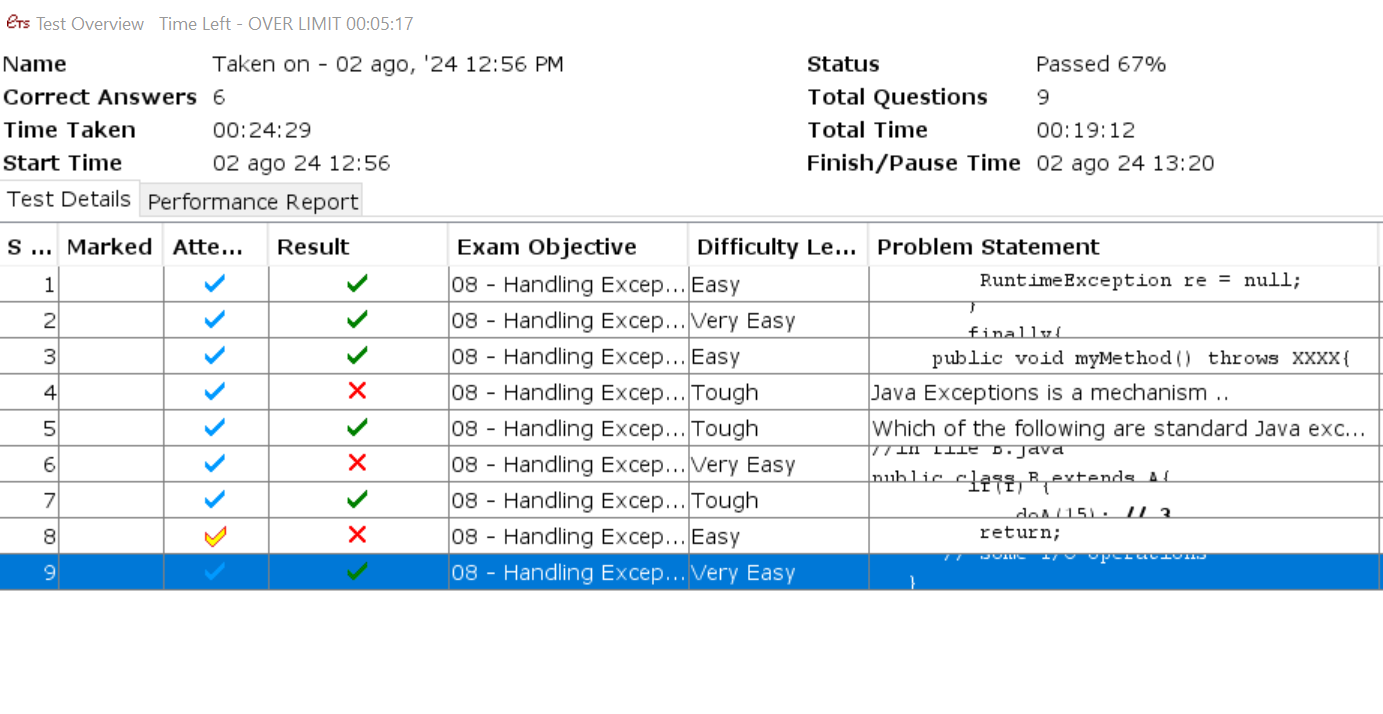 ETS Test Overview Time Left - OVER LIMIT 00:05:17
Name Taken on - 02 ago, '24 12:56 PM Status Passed 67%
Correct Answers 6 Total Questions 9
Time Taken 00:24:29 Total Time 00:19:12
Start Time 02 ago 24 12:56 Finish/Pause Time 02 ago 24 13:20
Test Details Performance Report
S ... Marked Atte... Result Exam Objective Difficulty Le... Problem Statement
1 08 - Handling Excep... Easy RuntimeException re = null;
2 08 - Handling Excep... Very Easy }
finally{
3 08 - Handling Excep... Easy public void myMethod() throws XXXX{
4 08 - Handling Excep... Tough Java Exceptions is a mechanism ..
5 08 - Handling Excep... Tough Which of the following are standard Java exc...
6 08 - Handling Excep... Very Easy //in file B.java
public class B extends A{
7 08 - Handling Excep... Tough if(f) {
doA(15); // 3
8 08 - Handling Excep... Easy return;
9 08 - Handling Excep... Very Easy // some I/O operations
}